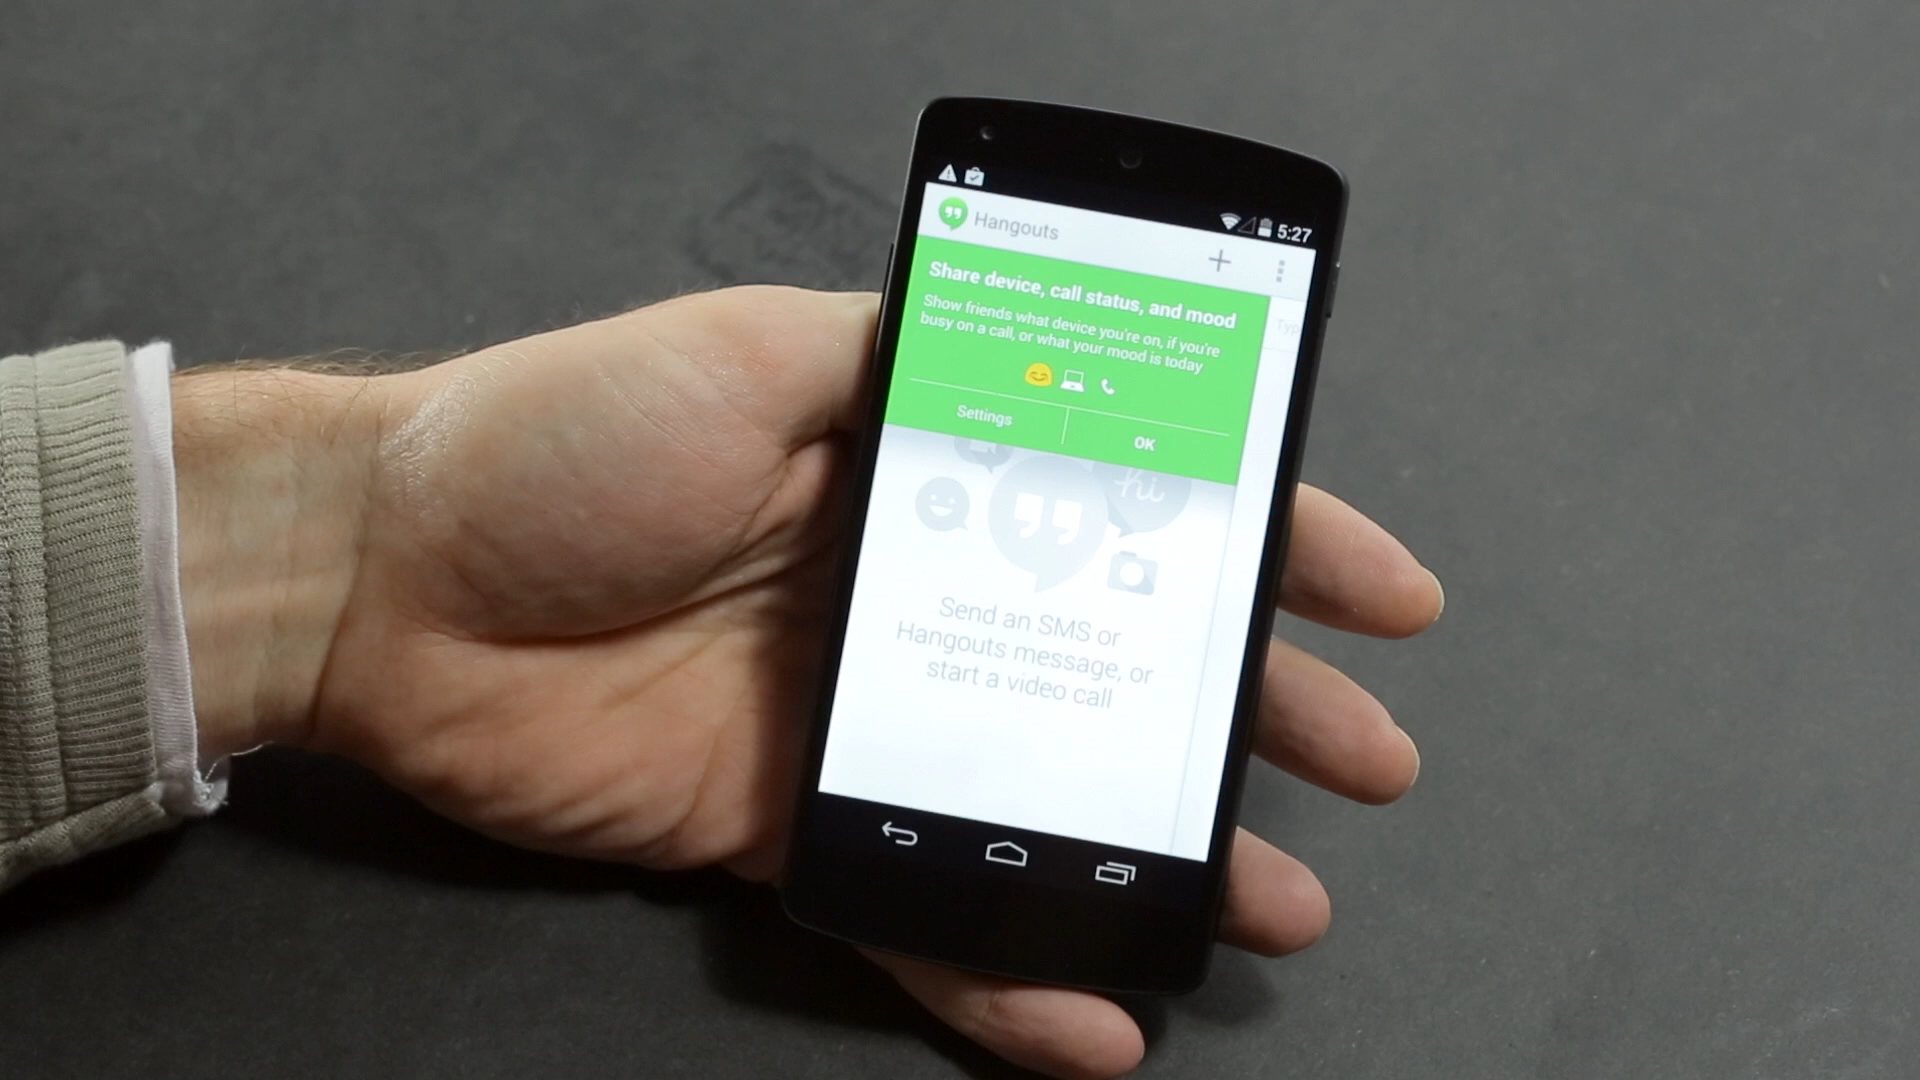 5:27
Hangouts
Share device, call status, and mood
Show friends what device you're on, if you're
busy on a call, or what your mood is today
Settings
OK
Typ
hi
Send an SMS or
Hangouts message, or
start a video call